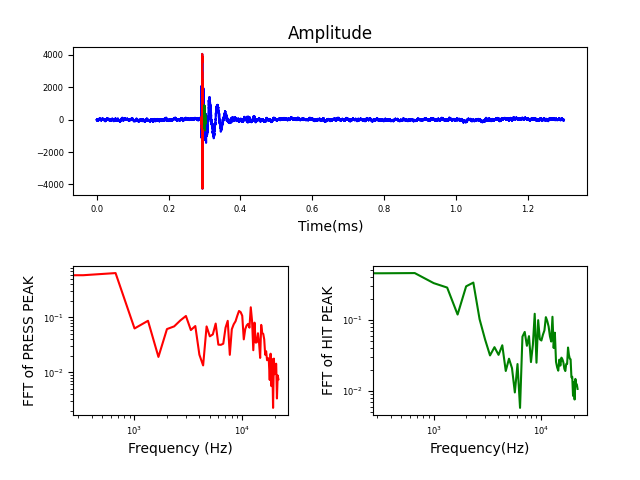 Amplitude
4000
2000
0
−2000
−4000
0.0 0.2 0.4 0.6 0.8 1.0 1.2
Time(ms)
FFT of PRESS PEAK
10⁻¹
10⁻²
10³ 10⁴
Frequency (Hz)
FFT of HIT PEAK
10⁻¹
10⁻²
10³ 10⁴
Frequency(Hz)